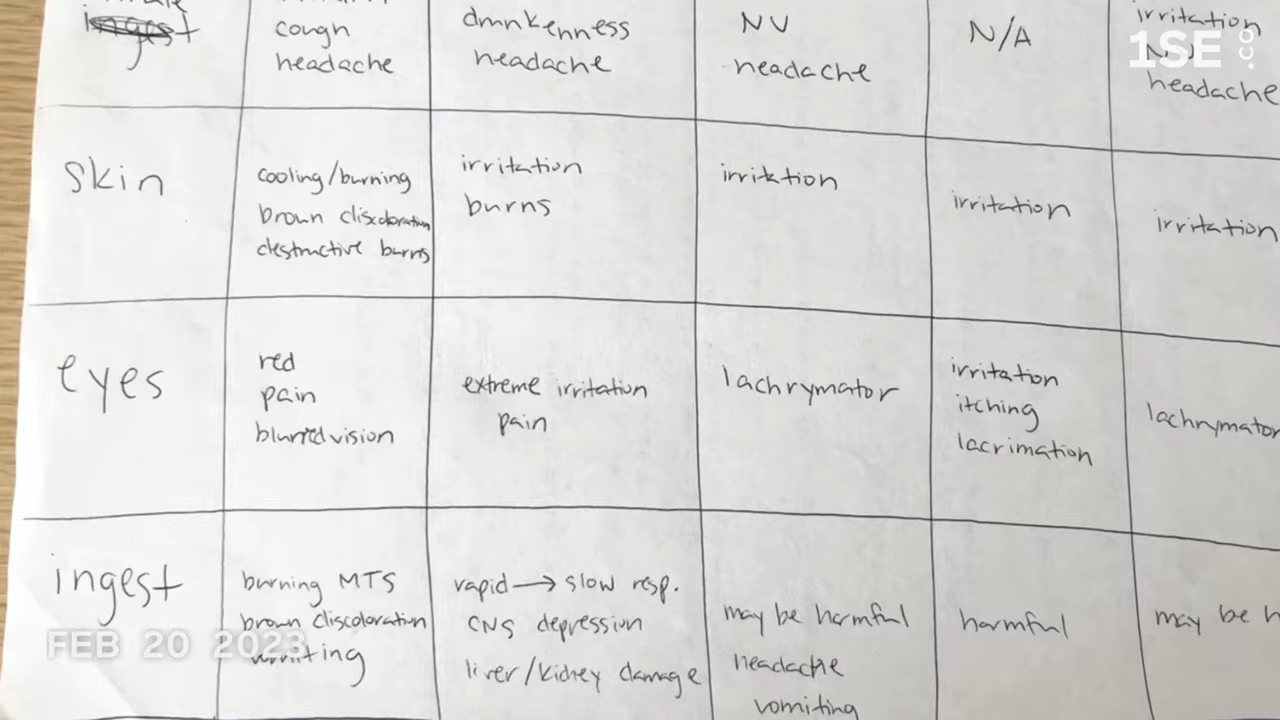 cough
headache
drunkenness
headache
NV
headache
N/A
irritation
headache
1SE.CO
skin
cooling/burning
brown discoloration
destructive burns
irritation
burns
irritation
irritation
irritation
eyes
red
pain
blurred vision
extreme irritation
pain
lachrymator
irritation
itching
lacrimation
lachrymator
ingest
burning MTS
brown discoloration
vomiting
rapid → slow resp.
CNS depression
liver/kidney damage
may be harmful
headache
vomiting
harmful
may be h
FEB 20 2023